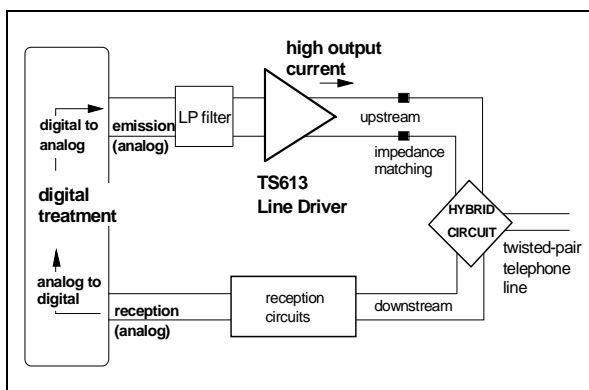 high output
current
digital to
analog
emission
(analog)
LP filter
upstream
impedance
matching
TS613
Line Driver
digital
treatment
HYBRID
CIRCUIT
twisted-pair
telephone
line
analog to
digital
reception
(analog)
reception
circuits
downstream